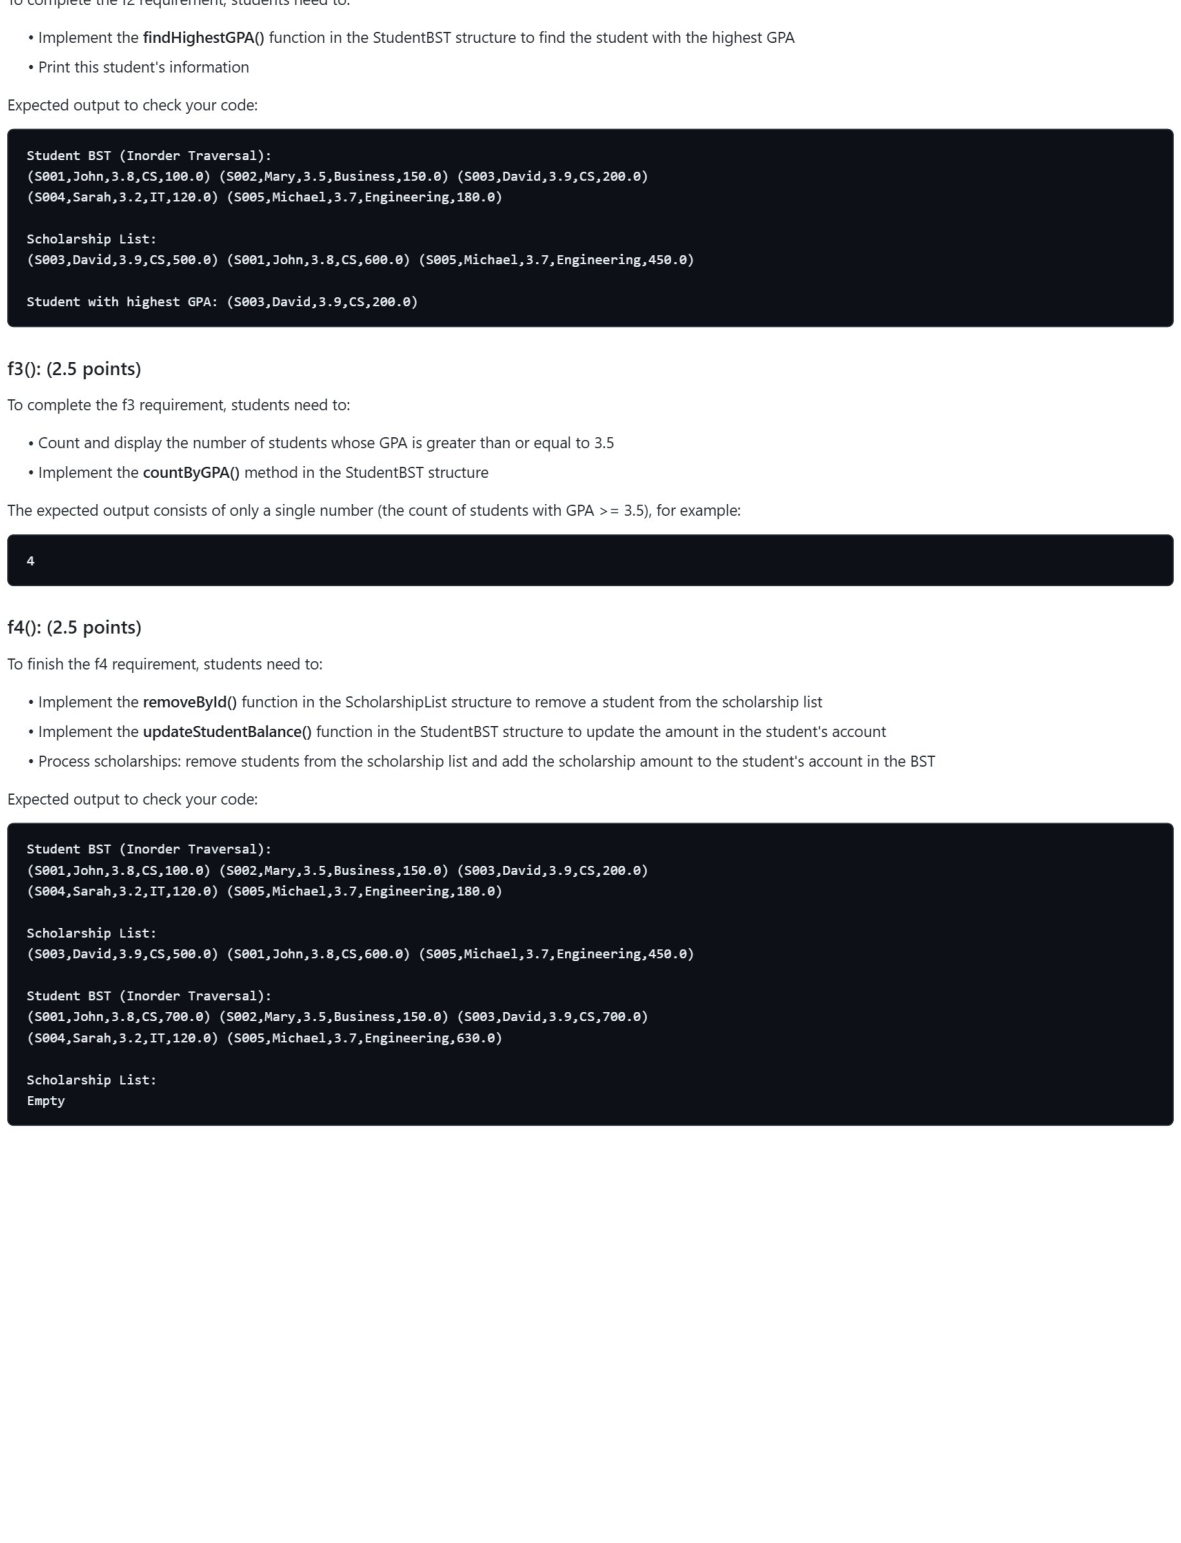 To complete the f2 requirement, students need to:
• Implement the findHighestGPA() function in the StudentBST structure to find the student with the highest GPA
• Print this student's information
Expected output to check your code:
Student BST (Inorder Traversal):
(S001,John,3.8,CS,100.0) (S002,Mary,3.5,Business,150.0) (S003,David,3.9,CS,200.0)
(S004,Sarah,3.2,IT,120.0) (S005,Michael,3.7,Engineering,180.0)
Scholarship List:
(S003,David,3.9,CS,500.0) (S001,John,3.8,CS,600.0) (S005,Michael,3.7,Engineering,450.0)
Student with highest GPA: (S003,David,3.9,CS,200.0)
f3(): (2.5 points)
To complete the f3 requirement, students need to:
• Count and display the number of students whose GPA is greater than or equal to 3.5
• Implement the countByGPA() method in the StudentBST structure
The expected output consists of only a single number (the count of students with GPA >= 3.5), for example:
4
f4(): (2.5 points)
To finish the f4 requirement, students need to:
• Implement the removeById() function in the ScholarshipList structure to remove a student from the scholarship list
• Implement the updateStudentBalance() function in the StudentBST structure to update the amount in the student's account
• Process scholarships: remove students from the scholarship list and add the scholarship amount to the student's account in the BST
Expected output to check your code:
Student BST (Inorder Traversal):
(S001,John,3.8,CS,100.0) (S002,Mary,3.5,Business,150.0) (S003,David,3.9,CS,200.0)
(S004,Sarah,3.2,IT,120.0) (S005,Michael,3.7,Engineering,180.0)
Scholarship List:
(S003,David,3.9,CS,500.0) (S001,John,3.8,CS,600.0) (S005,Michael,3.7,Engineering,450.0)
Student BST (Inorder Traversal):
(S001,John,3.8,CS,700.0) (S002,Mary,3.5,Business,150.0) (S003,David,3.9,CS,700.0)
(S004,Sarah,3.2,IT,120.0) (S005,Michael,3.7,Engineering,630.0)
Scholarship List:
Empty